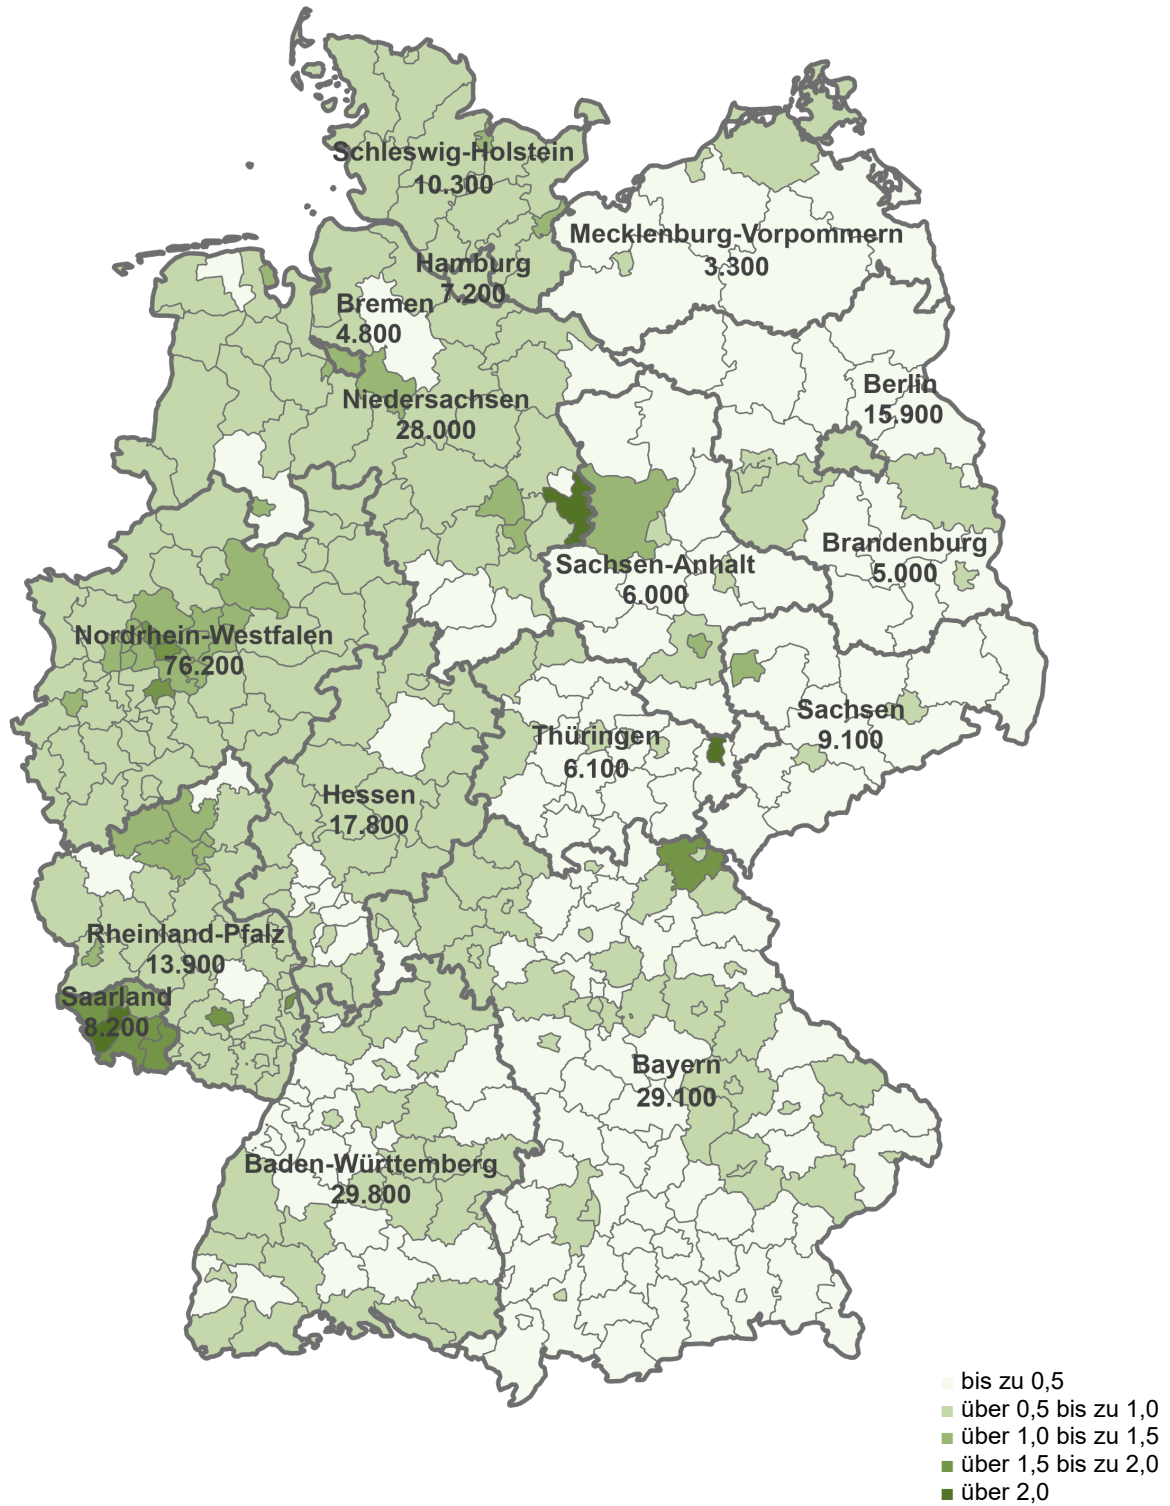 Schleswig-Holstein
10.300
Mecklenburg-Vorpommern
3.300
Hamburg
7.200
Bremen
4.800
Berlin
15.900
Niedersachsen
28.000
Brandenburg
5.000
Sachsen-Anhalt
6.000
Nordrhein-Westfalen
76.200
Sachsen
9.100
Thüringen
6.100
Hessen
17.800
Rheinland-Pfalz
13.900
Saarland
8.200
Bayern
29.100
Baden-Württemberg
29.800
bis zu 0,5
über 0,5 bis zu 1,0
über 1,0 bis zu 1,5
über 1,5 bis zu 2,0
über 2,0